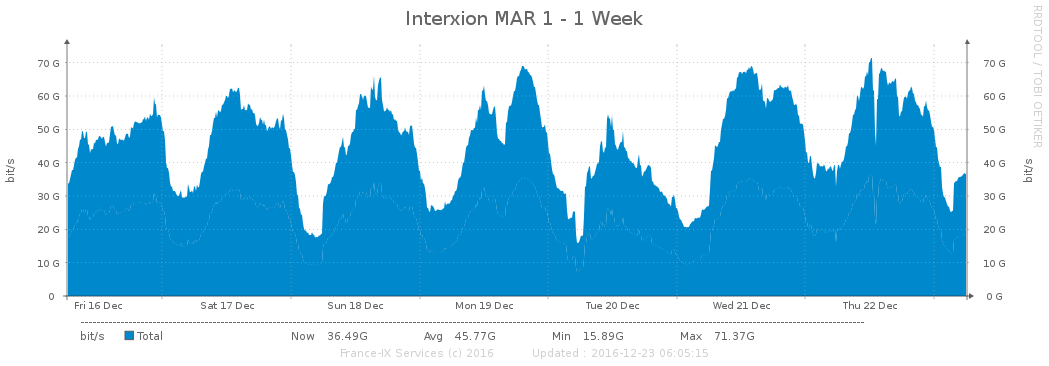 Interxion MAR 1 - 1 Week
RRDTOOL / TOBI OETIKER
bit/s
bit/s
70 G 70 G
60 G 60 G
50 G 50 G
40 G 40 G
30 G 30 G
20 G 20 G
10 G 10 G
0 0 G
Fri 16 Dec Sat 17 Dec Sun 18 Dec Mon 19 Dec Tue 20 Dec Wed 21 Dec Thu 22 Dec
bit/s Total Now 36.49G Avg 45.77G Min 15.89G Max 71.37G
France-IX Services (c) 2016 Updated : 2016-12-23 06:05:15